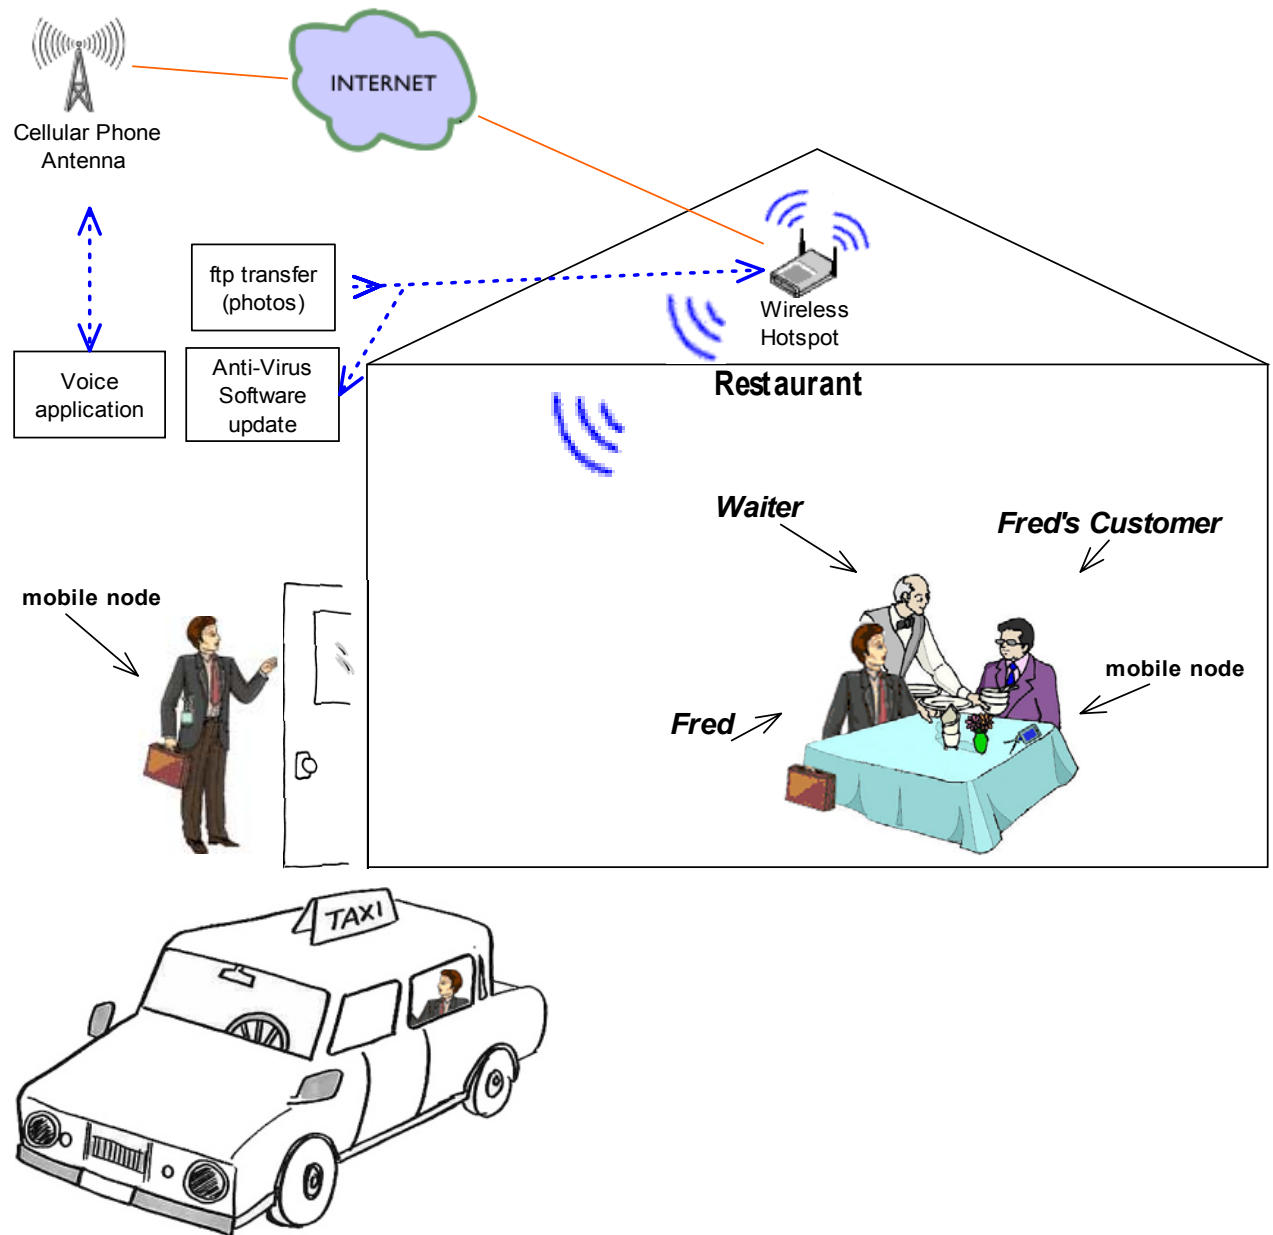 INTERNET
Cellular Phone
Antenna
ftp transfer
(photos)
Wireless
Hotspot
Voice
application
Anti-Virus
Software
update
Restaurant
Waiter
Fred's Customer
mobile node
mobile node
Fred
TAXI